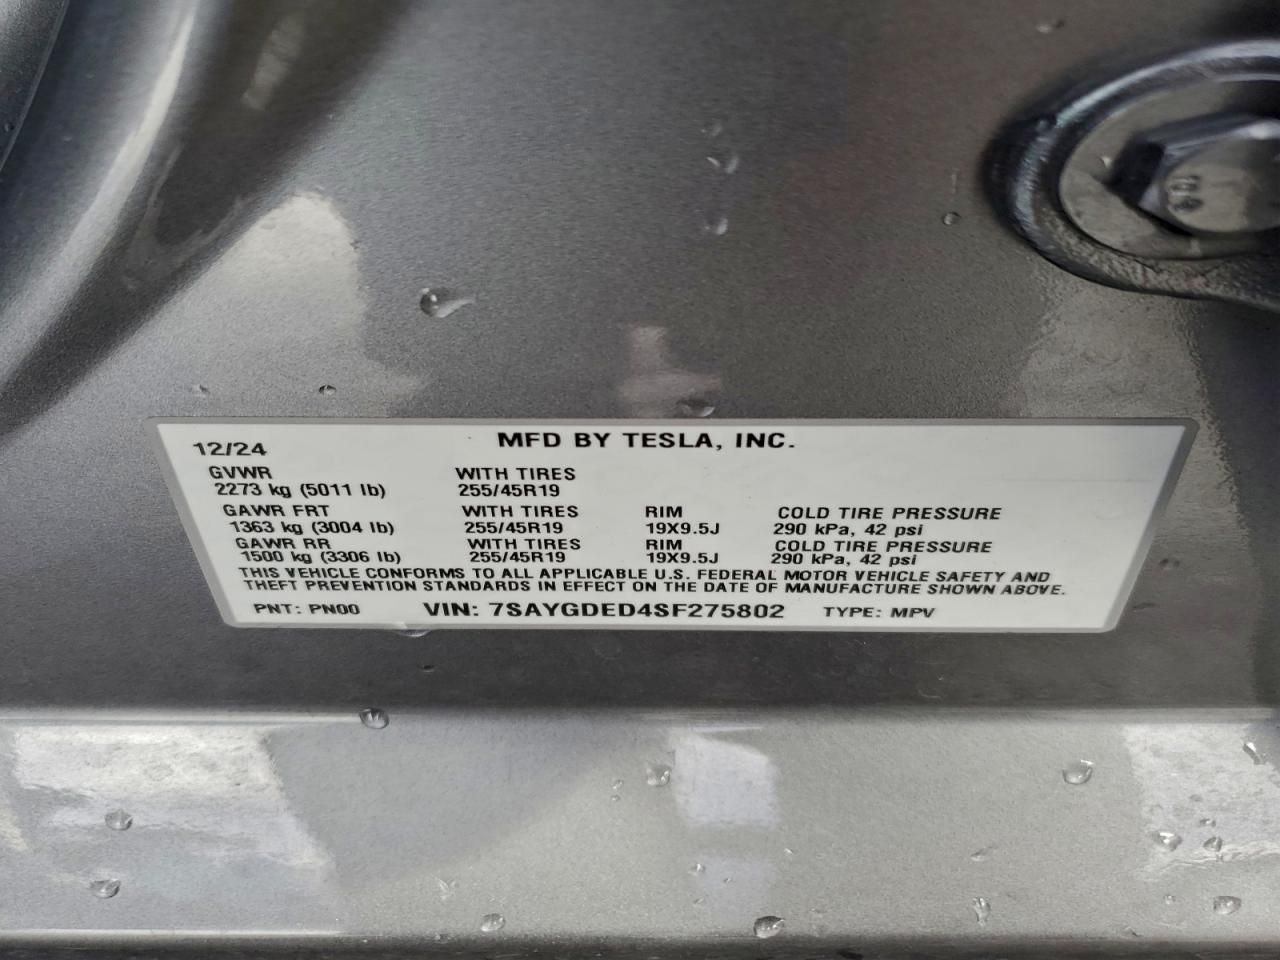 MFD BY TESLA, INC.
12/24
GVWR WITH TIRES
2273 kg (5011 lb) 255/45R19
GAWR FRT WITH TIRES RIM COLD TIRE PRESSURE
1363 kg (3004 lb) 255/45R19 19X9.5J 290 kPa, 42 psi
GAWR RR WITH TIRES RIM COLD TIRE PRESSURE
1500 kg (3306 lb) 255/45R19 19X9.5J 290 kPa, 42 psi
THIS VEHICLE CONFORMS TO ALL APPLICABLE U.S. FEDERAL MOTOR VEHICLE SAFETY AND
THEFT PREVENTION STANDARDS IN EFFECT ON THE DATE OF MANUFACTURE SHOWN ABOVE.
PNT: PN00 VIN: 7SAYGDED4SF275802 TYPE: MPV